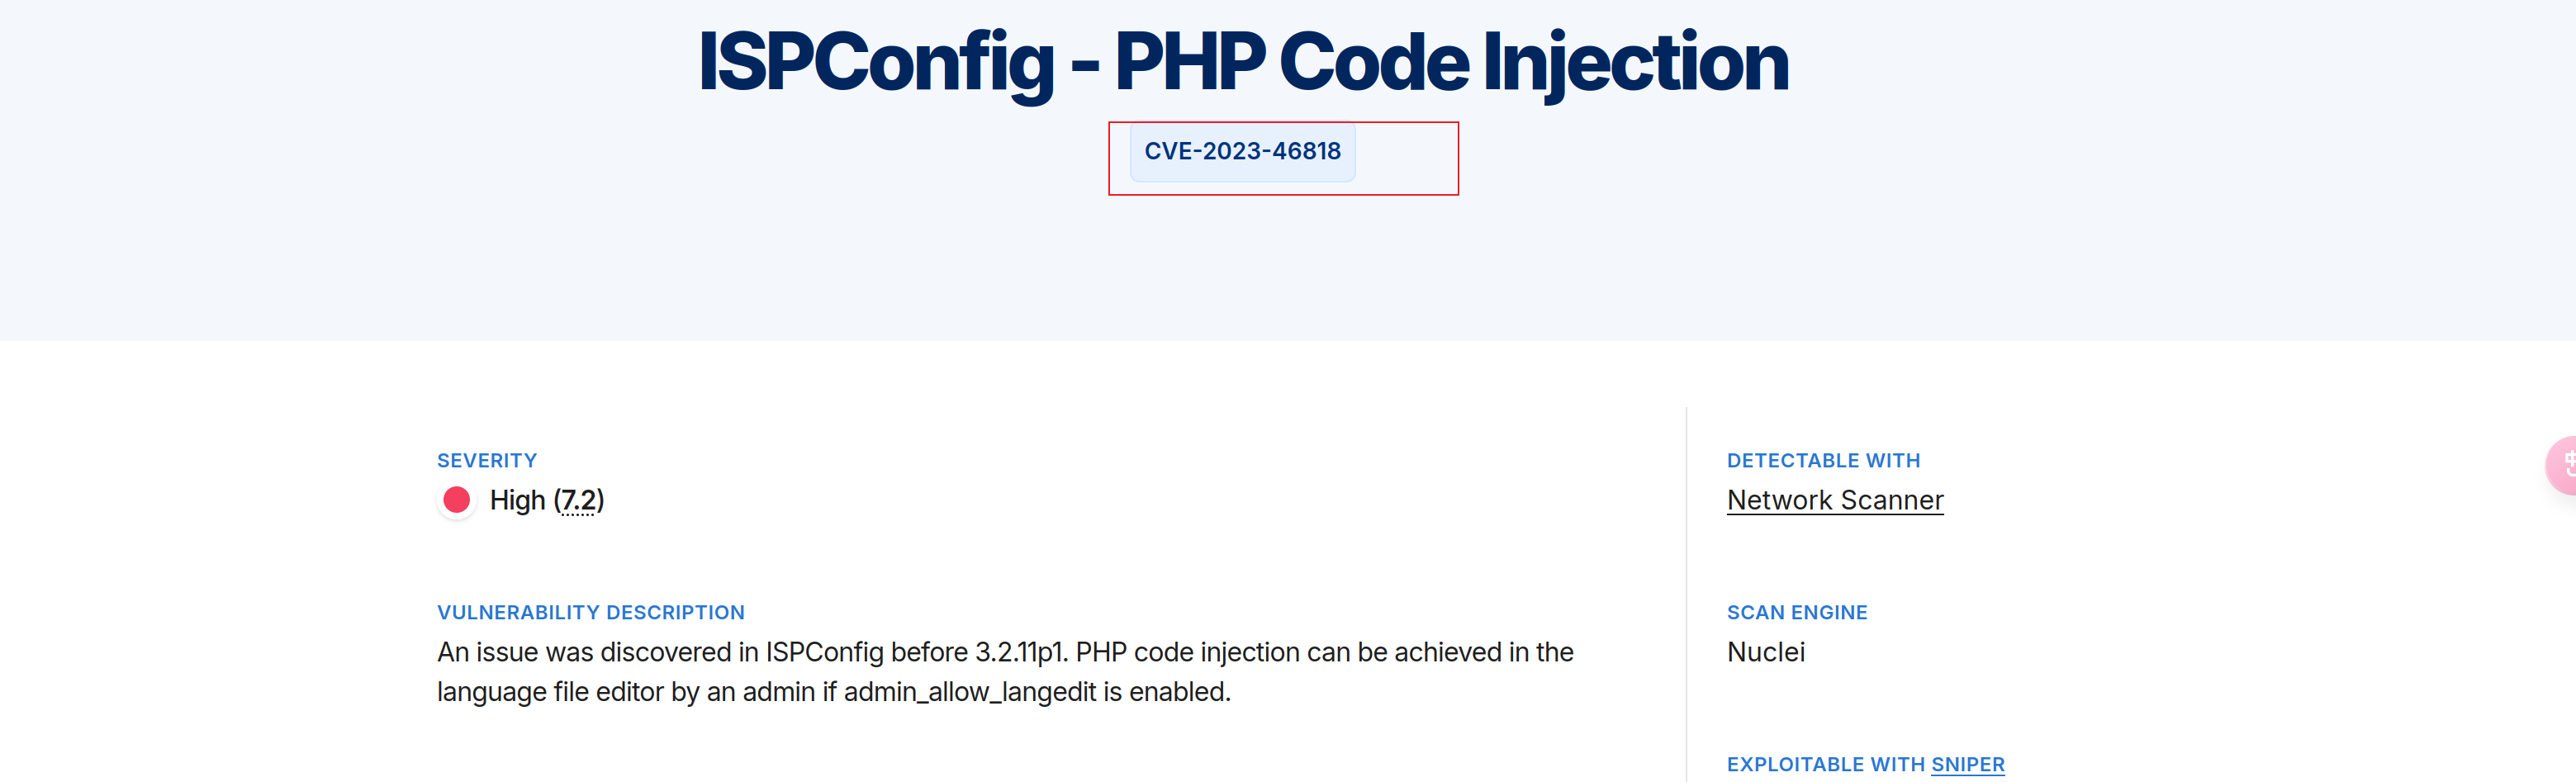 ISPConfig - PHP Code Injection
CVE-2023-46818
SEVERITY
High (7.2)
VULNERABILITY DESCRIPTION
An issue was discovered in ISPConfig before 3.2.11p1. PHP code injection can be achieved in the
language file editor by an admin if admin_allow_langedit is enabled.
DETECTABLE WITH
Network Scanner
SCAN ENGINE
Nuclei
EXPLOITABLE WITH SNIPER